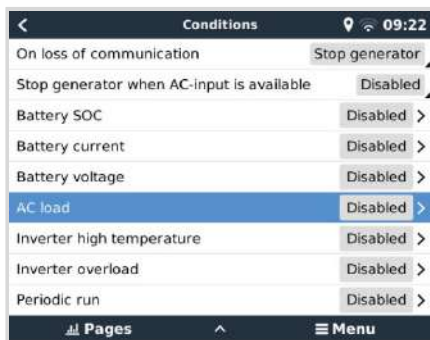 Conditions 09:22
On loss of communication Stop generator
Stop generator when AC-input is available Disabled
Battery SOC Disabled
Battery current Disabled
Battery voltage Disabled
AC load Disabled
Inverter high temperature Disabled
Inverter overload Disabled
Periodic run Disabled
Pages Menu